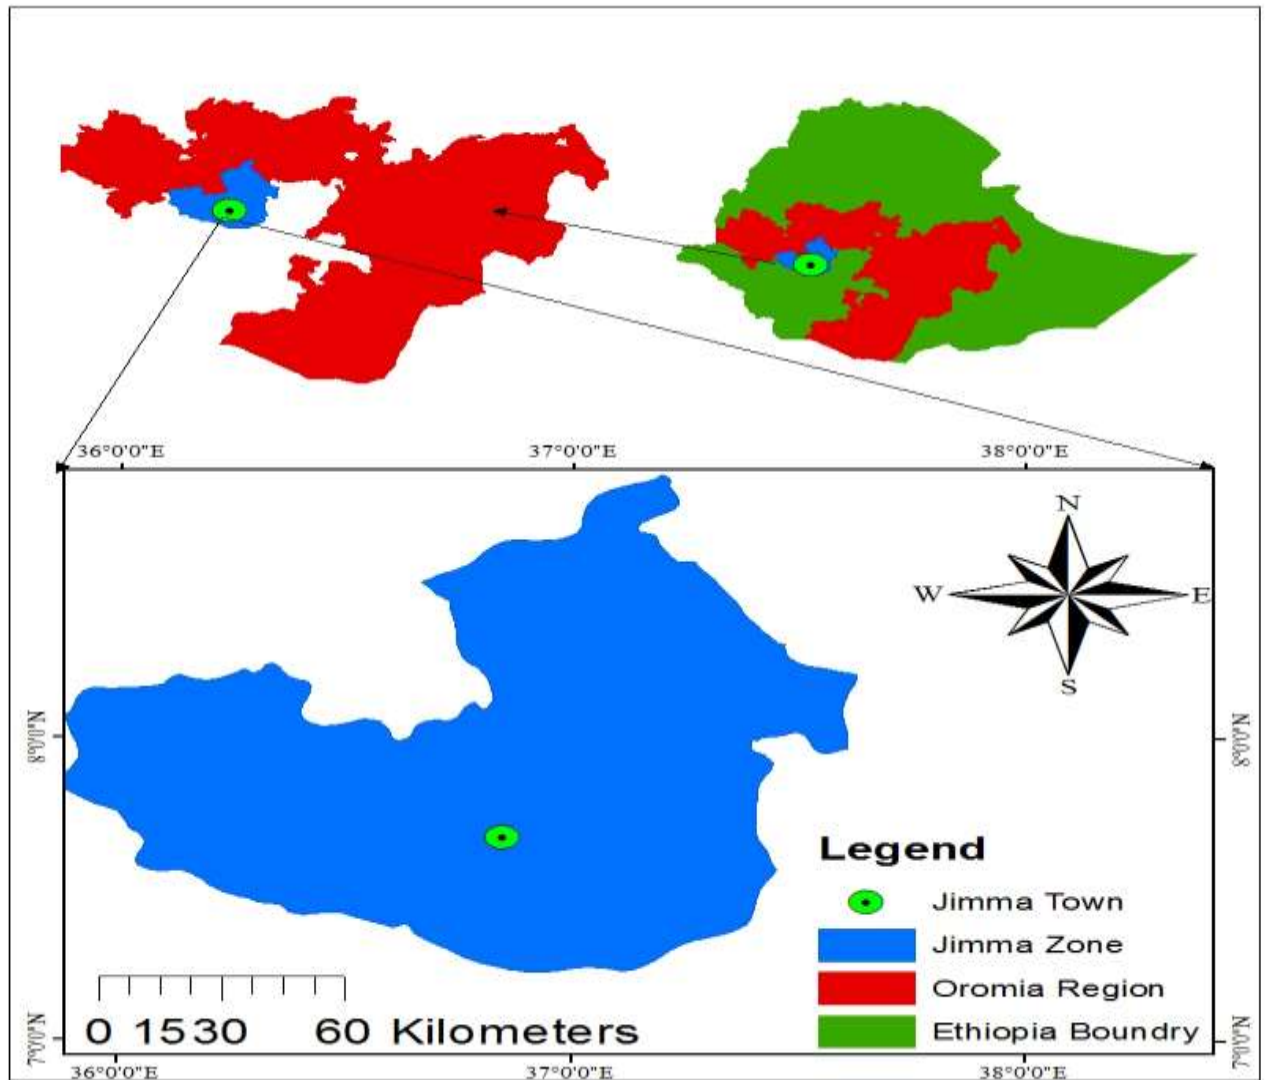 36°0'0"E 37°0'0"E 38°0'0"E
N
W E
S
8°0'0"N 8°0'0"N
Legend
Jimma Town
Jimma Zone
Oromia Region
Ethiopia Boundry
0 1530 60 Kilometers
7°0'0"N 7°0'0"N
36°0'0"E 37°0'0"E 38°0'0"E